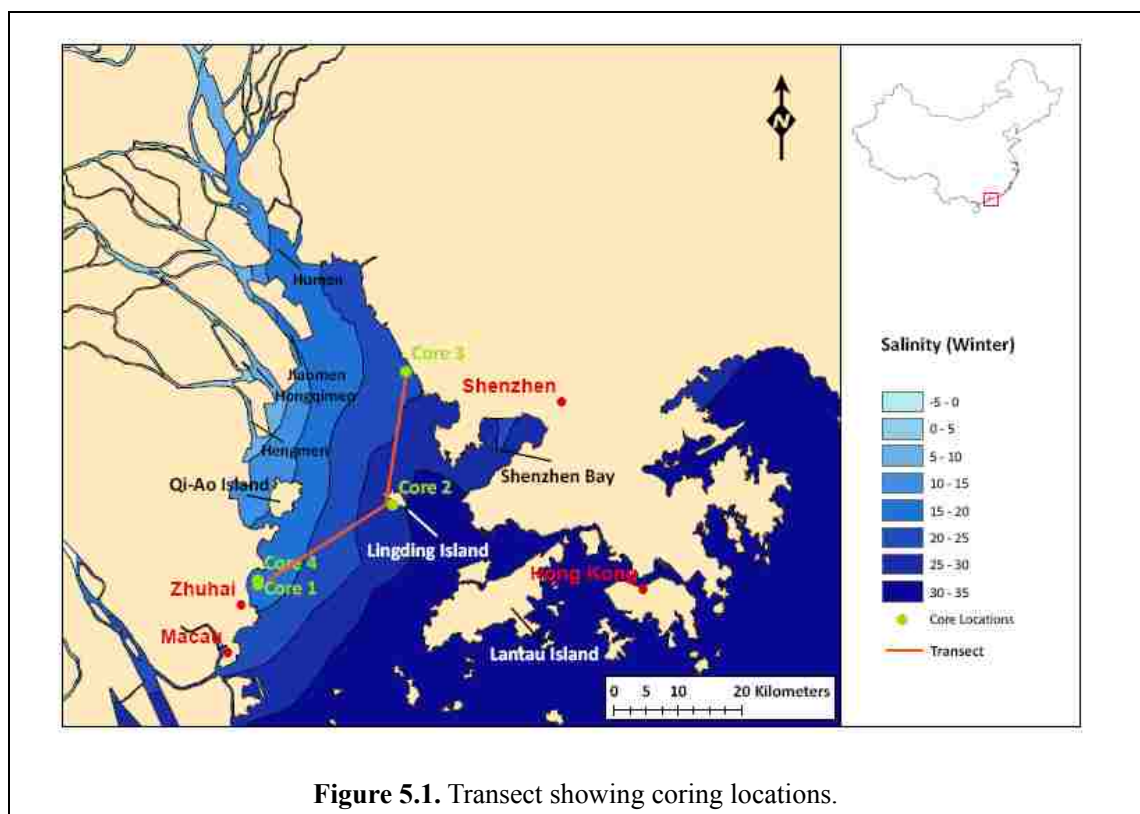 N
Humen
Core 3
Shenzhen
Jiaomen
Hongqimen
Hengmen
Shenzhen Bay
Qi-Ao Island
Core 2
Lingding Island
Core 4
Core 1
Zhuhai
Hong Kong
Macau
Lantau Island
0 5 10 20 Kilometers
Salinity (Winter)
-5 - 0
0 - 5
5 - 10
10 - 15
15 - 20
20 - 25
25 - 30
30 - 35
Core Locations
Transect
Figure 5.1. Transect showing coring locations.